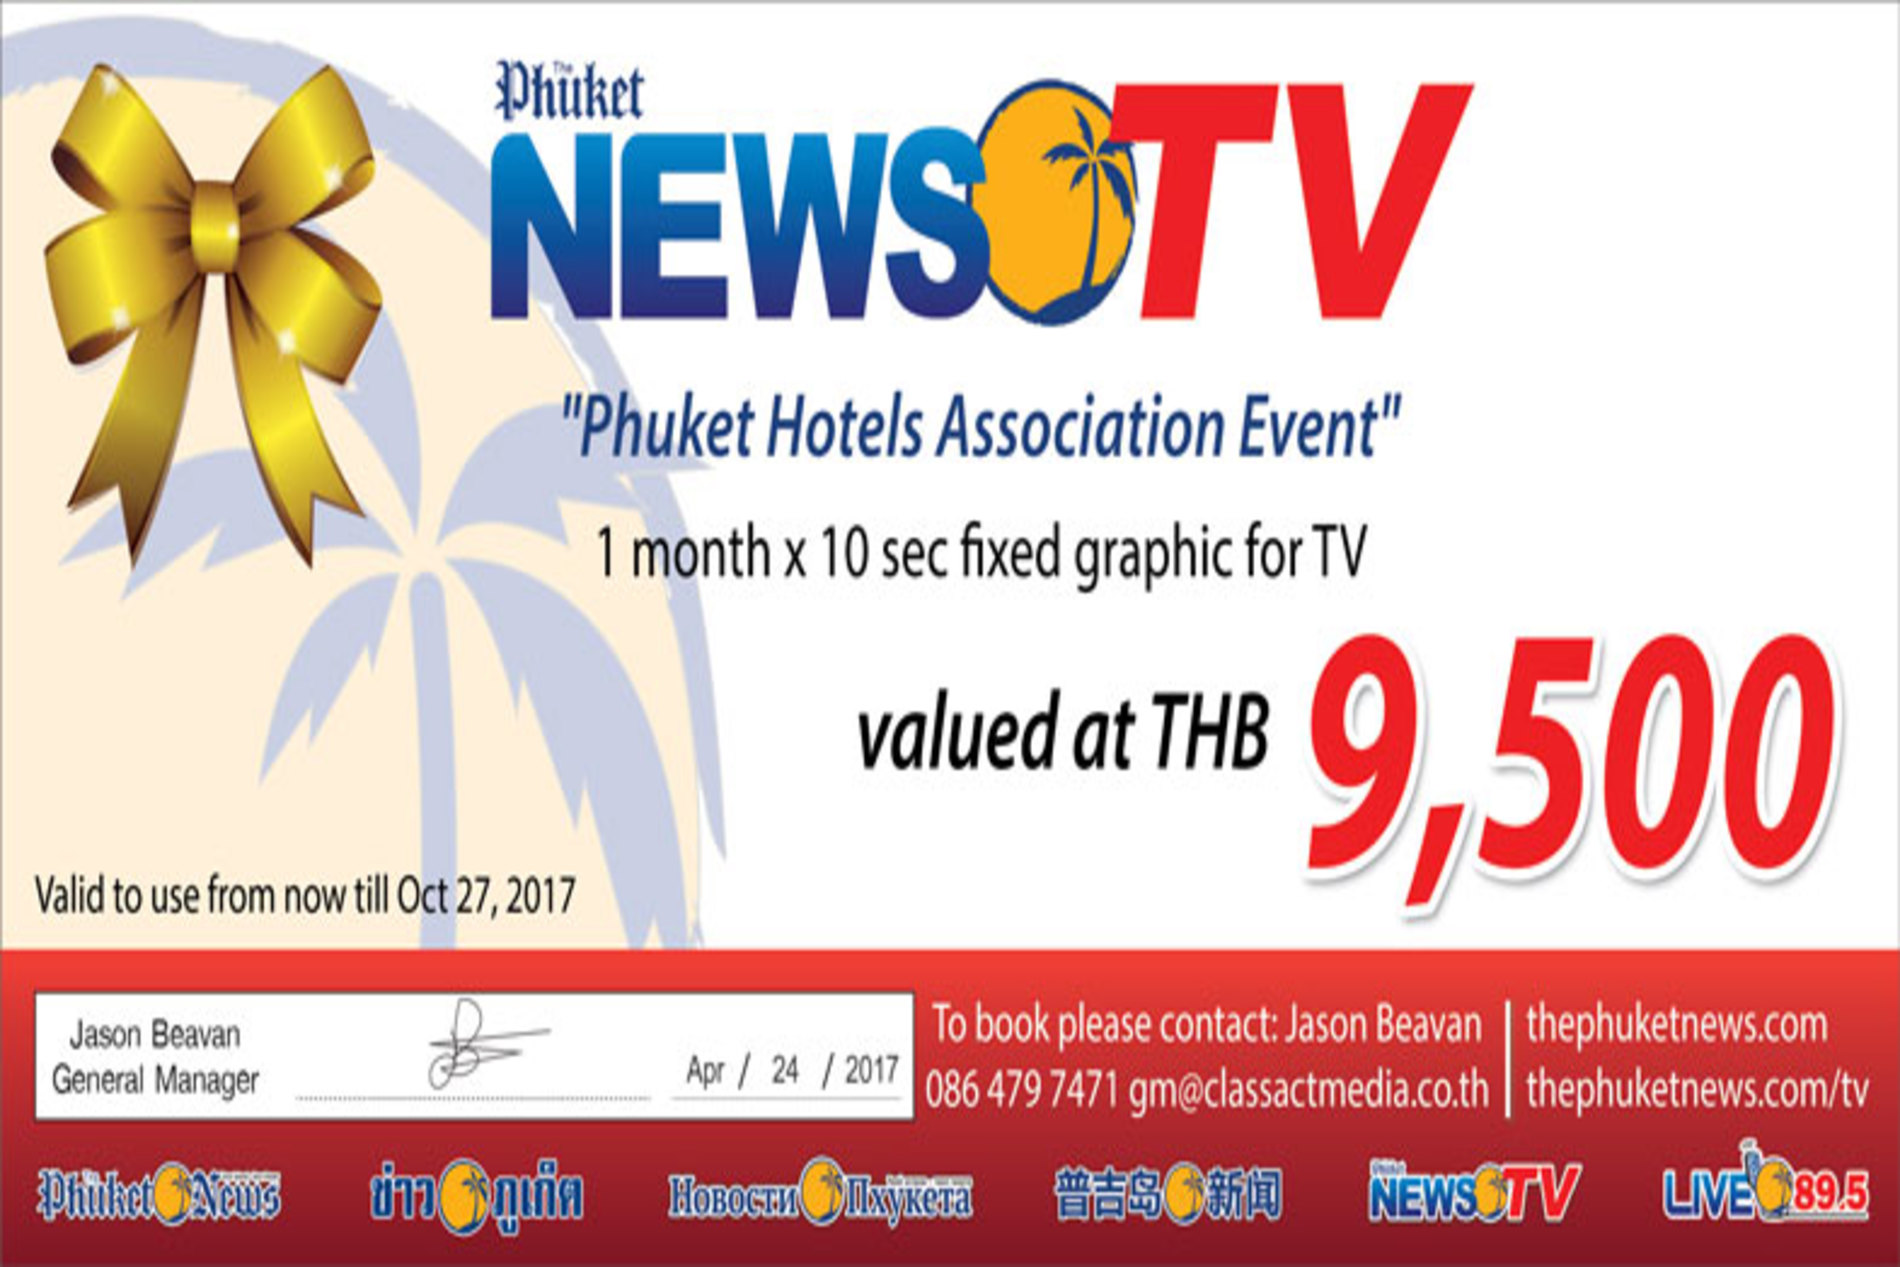 The Phuket
NEWS TV
"Phuket Hotels Association Event"
1 month x 10 sec fixed graphic for TV
valued at THB 9,500
Valid to use from now till Oct 27, 2017
Jason Beavan
General Manager
Apr / 24 / 2017
To book please contact: Jason Beavan
086 479 7471 gm@classactmedia.co.th
thephuketnews.com
thephuketnews.com/tv
The Phuket News
ข่าว ภูเก็ต
Новости Пхукета
普吉岛 新闻
Phuket NEWS TV
LIVE 89.5